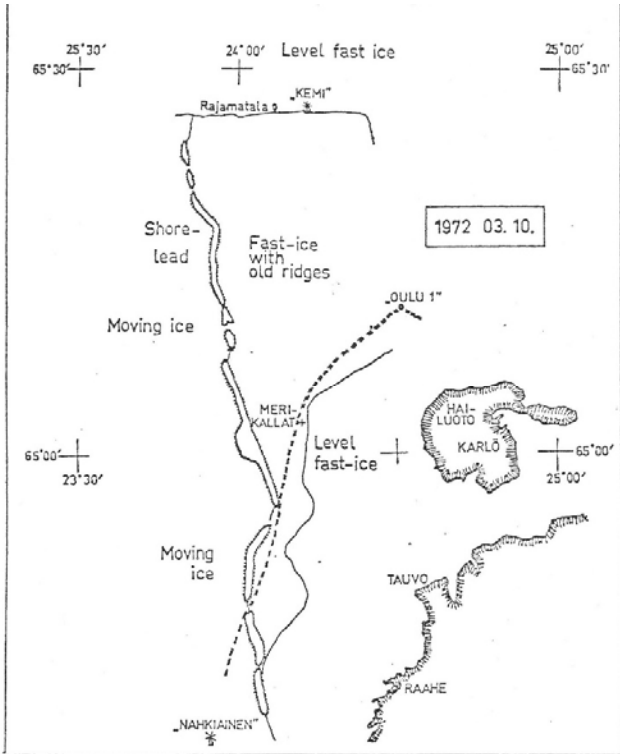 25°30'
65°30'
24°00'
Level fast ice
25°00'
65°30'
„KEMI"
Rajamatala
Shore-
lead
Fast-ice
with
old ridges
1972 03.10.
„OULU 1"
Moving ice
MERI-
KALLAT
Level
fast-ice
HAI-
LUOTO
KARLÖ
65°00'
23°30'
65°00'
25°00'
Moving
ice
TAUVO
RAAHE
„NAHKIAINEN"